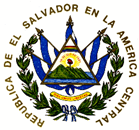 REPUBLICA DE EL SALVADOR EN LA AMERICA CENTRAL